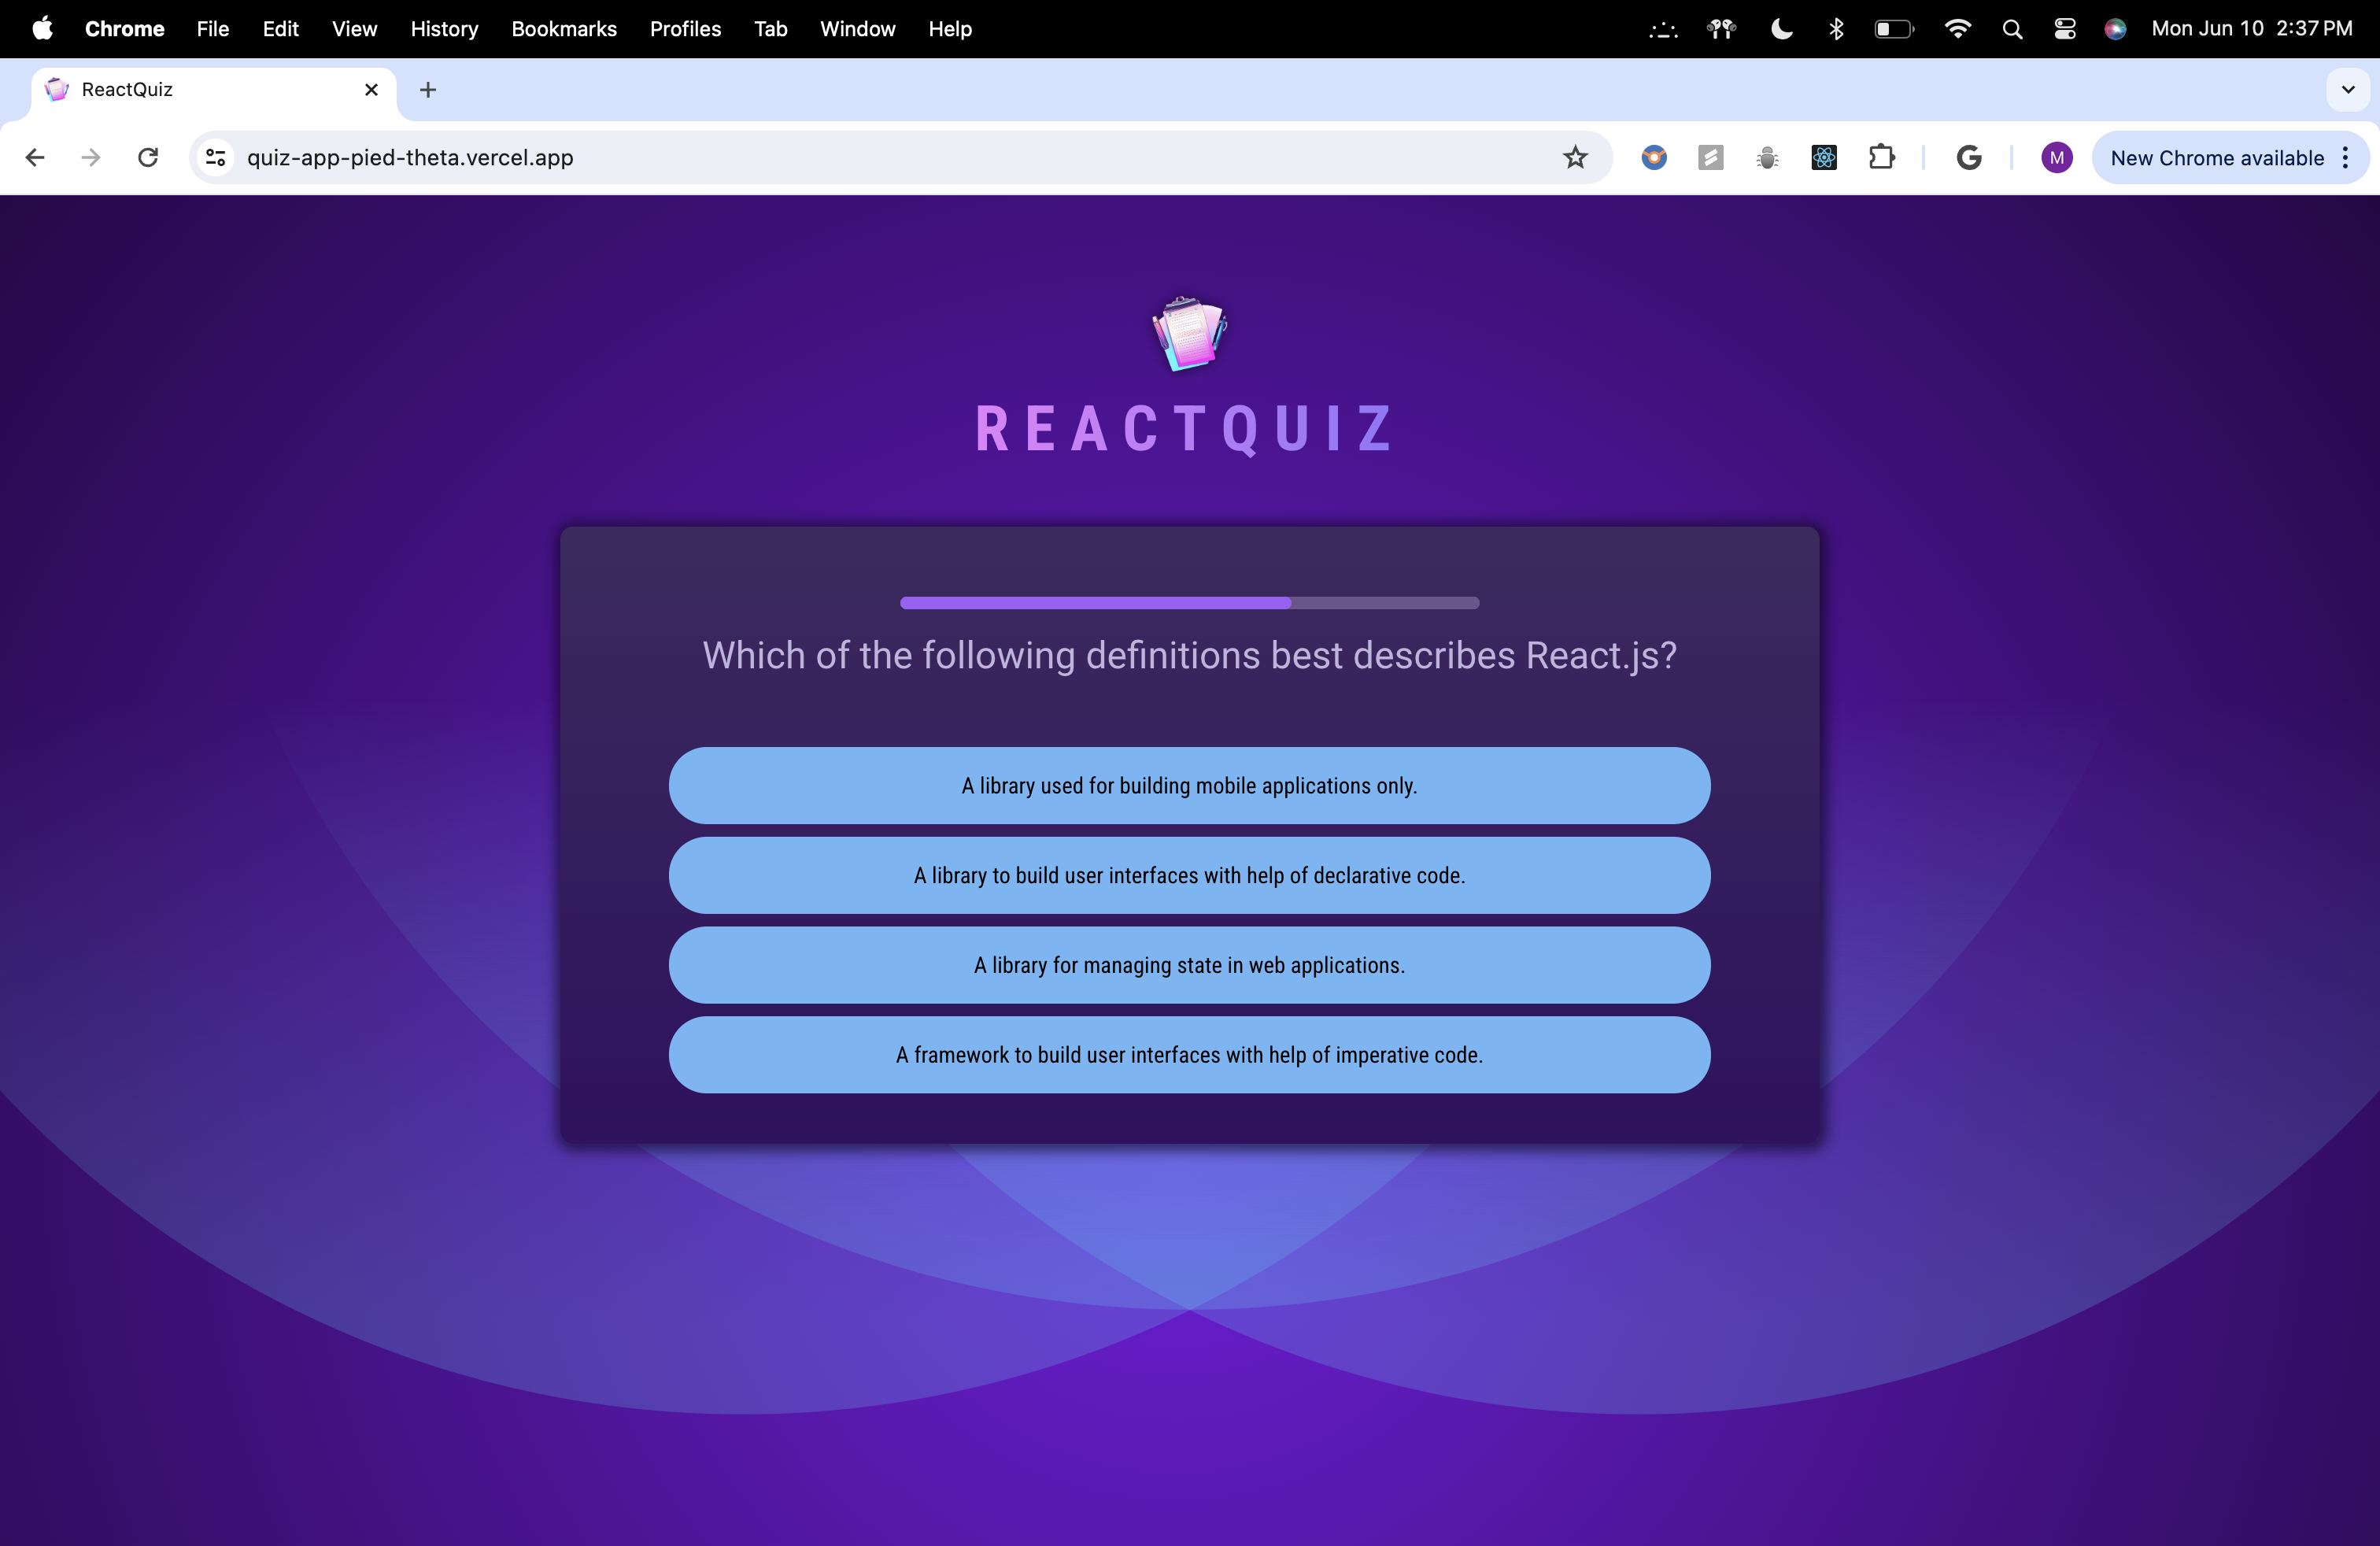 Chrome File Edit View History Bookmarks Profiles Tab Window Help Mon Jun 10 2:37 PM
ReactQuiz
quiz-app-pied-theta.vercel.app G M New Chrome available
REACTQUIZ
Which of the following definitions best describes React.js?
A library used for building mobile applications only.
A library to build user interfaces with help of declarative code.
A library for managing state in web applications.
A framework to build user interfaces with help of imperative code.